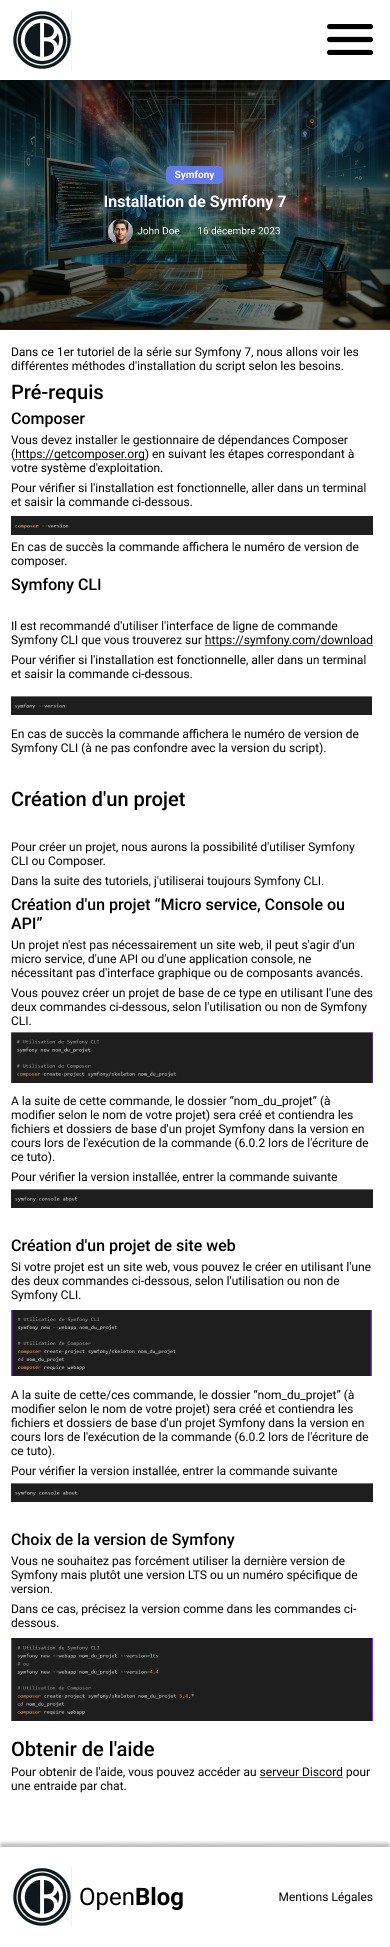 Symfony
Installation de Symfony 7
John Doe 16 décembre 2023
Dans ce 1er tutoriel de la série sur Symfony 7, nous allons voir les
différentes méthodes d'installation du script selon les besoins.
Pré-requis
Composer
Vous devez installer le gestionnaire de dépendances Composer
(https://getcomposer.org) en suivant les étapes correspondant à
votre système d'exploitation.
Pour vérifier si l'installation est fonctionnelle, aller dans un terminal
et saisir la commande ci-dessous.
composer --version
En cas de succès la commande affichera le numéro de version de
composer.
Symfony CLI
Il est recommandé d'utiliser l'interface de ligne de commande
Symfony CLI que vous trouverez sur https://symfony.com/download
Pour vérifier si l'installation est fonctionnelle, aller dans un terminal
et saisir la commande ci-dessous.
symfony --version
En cas de succès la commande affichera le numéro de version de
Symfony CLI (à ne pas confondre avec la version du script).
Création d'un projet
Pour créer un projet, nous aurons la possibilité d'utiliser Symfony
CLI ou Composer.
Dans la suite des tutoriels, j'utiliserai toujours Symfony CLI.
Création d'un projet “Micro service, Console ou
API”
Un projet n'est pas nécessairement un site web, il peut s'agir d'un
micro service, d'une API ou d'une application console, ne
nécessitant pas d'interface graphique ou de composants avancés.
Vous pouvez créer un projet de base de ce type en utilisant l'une des
deux commandes ci-dessous, selon l'utilisation ou non de Symfony
CLI.
# Utilisation de Symfony CLI
symfony new nom_du_projet
# Utilisation de Composer
composer create-project symfony/skeleton nom_du_projet
A la suite de cette commande, le dossier “nom_du_projet” (à
modifier selon le nom de votre projet) sera créé et contiendra les
fichiers et dossiers de base d'un projet Symfony dans la version en
cours lors de l'exécution de la commande (6.0.2 lors de l'écriture de
ce tuto).
Pour vérifier la version installée, entrer la commande suivante
symfony console about
Création d'un projet de site web
Si votre projet est un site web, vous pouvez le créer en utilisant l'une
des deux commandes ci-dessous, selon l'utilisation ou non de
Symfony CLI.
# Utilisation de Symfony CLI
symfony new --webapp nom_du_projet
# Utilisation de Composer
composer create-project symfony/skeleton nom_du_projet
cd nom_du_projet
composer require webapp
A la suite de cette/ces commande, le dossier “nom_du_projet” (à
modifier selon le nom de votre projet) sera créé et contiendra les
fichiers et dossiers de base d'un projet Symfony dans la version en
cours lors de l'exécution de la commande (6.0.2 lors de l'écriture de
ce tuto).
Pour vérifier la version installée, entrer la commande suivante
symfony console about
Choix de la version de Symfony
Vous ne souhaitez pas forcément utiliser la dernière version de
Symfony mais plutôt une version LTS ou un numéro spécifique de
version.
Dans ce cas, précisez la version comme dans les commandes ci-
dessous.
# Utilisation de Symfony CLI
symfony new --webapp nom_du_projet --version=lts
# ou
symfony new --webapp nom_du_projet --version=4.4
# Utilisation de Composer
composer create-project symfony/skeleton nom_du_projet 5.4.*
cd nom_du_projet
composer require webapp
Obtenir de l'aide
Pour obtenir de l'aide, vous pouvez accéder au serveur Discord pour
une entraide par chat.
OpenBlog
Mentions Légales